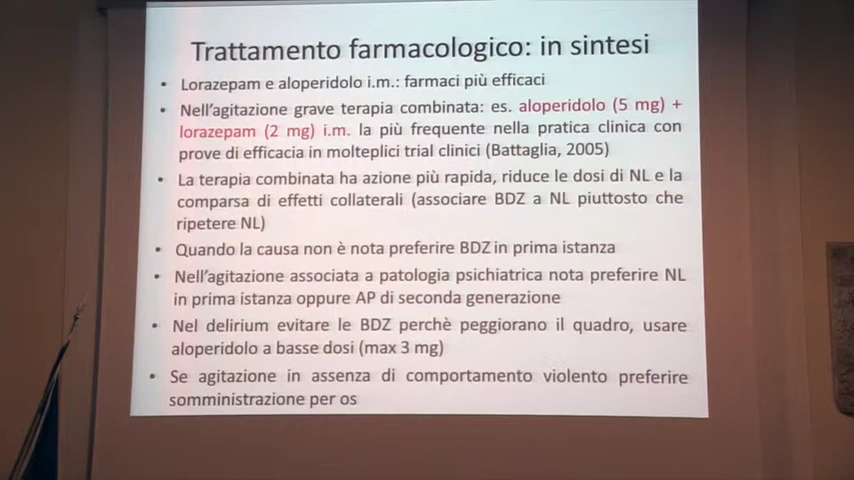 Trattamento farmacologico: in sintesi
• Lorazepam e aloperidolo i.m.: farmaci più efficaci
• Nell'agitazione grave terapia combinata: es. aloperidolo (5 mg) +
lorazepam (2 mg) i.m. la più frequente nella pratica clinica con
prove di efficacia in molteplici trial clinici (Battaglia, 2005)
• La terapia combinata ha azione più rapida, riduce le dosi di NL e la
comparsa di effetti collaterali (associare BDZ a NL piuttosto che
ripetere NL)
• Quando la causa non è nota preferire BDZ in prima istanza
• Nell'agitazione associata a patologia psichiatrica nota preferire NL
in prima istanza oppure AP di seconda generazione
• Nel delirium evitare le BDZ perchè peggiorano il quadro, usare
aloperidolo a basse dosi (max 3 mg)
• Se agitazione in assenza di comportamento violento preferire
somministrazione per os